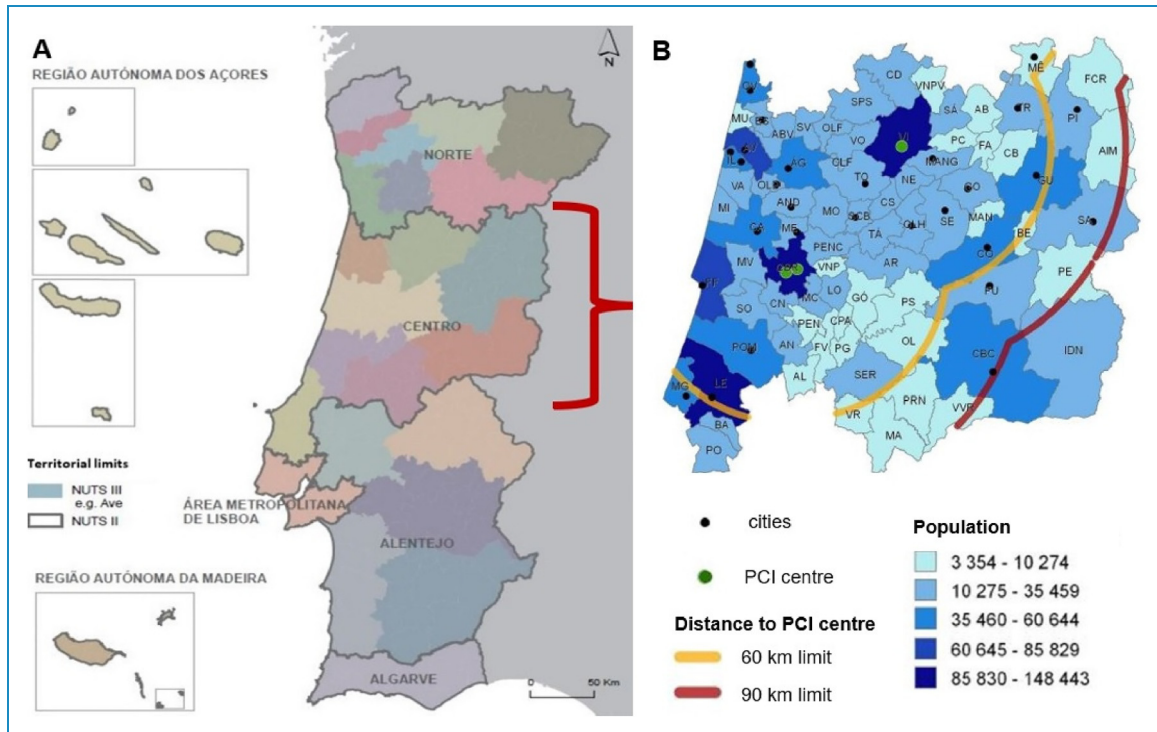 A
REGIÃO AUTÓNOMA DOS AÇORES
N
NORTE
CENTRO
Territorial limits
NUTS III
e.g. Ave
NUTS II
ÁREA METROPOLITANA
DE LISBOA
ALENTEJO
REGIÃO AUTÓNOMA DA MADEIRA
ALGARVE
0 50 Km
B
MÊ
CD
VNPV
FCR
SPS
SÁ
AB
TR
PI
MU
ABV
SV
OLF
VO
VI
PC
FA
CB
AIM
IL
AG
OLF
MANG
GU
VA
TO
NE
GO
MI
AND
MO
CS
SCB
SE
MAN
BE
SA
CA
ME
TÁ
OLH
CO
MV
PENC
AR
PE
FF
VNP
FU
SO
CN
MC
LO
GÓ
PS
PEN
CPA
POM
AN
FV
PG
OL
CBC
IDN
AL
SER
MG
LE
PRN
VR
VVR
BA
MA
PO
cities
PCI centre
Distance to PCI centre
60 km limit
90 km limit
Population
3 354 - 10 274
10 275 - 35 459
35 460 - 60 644
60 645 - 85 829
85 830 - 148 443